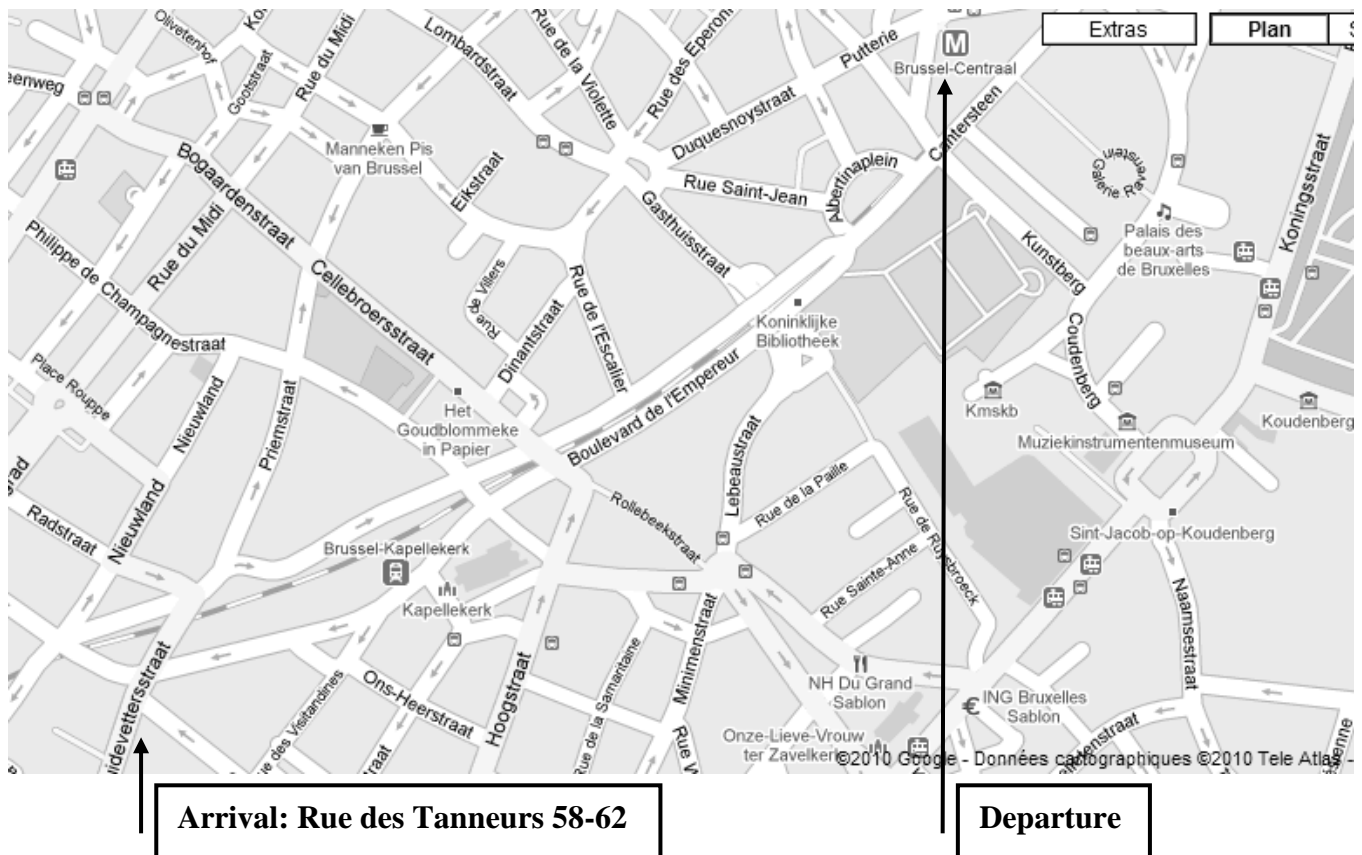 Extras
Plan
Olivetenhof
Rue du Midi
Gootstraat
Lombardstraat
Rue de la Violette
Rue des Eperonn
Putterie
M
Brussel-Centraal
Manneken Pis
van Brussel
Bogaardenstraat
Eikstraat
Duquesnoystraat
Cantersteen
Rue Saint-Jean
Albertinaplein
Galerie Ravenstein
Koningsstraat
Gasthuisstraat
Palais des
beaux-arts
de Bruxelles
Kunstberg
Philippe de Champagnestraat
Rue du Midi
Cellebroersstraat
Rue de Villers
Dinantstraat
Rue de l'Escalier
Koninklijke
Bibliotheek
Coudenberg
Place Rouppe
Nieuwland
Priemstraat
Het
Goudblommeke
in Papier
Boulevard de l'Empereur
Lebeaustraat
Kmskb
Muziekinstrumentenmuseum
Koudenberg
Radstraat
Nieuwland
Rollebeekstraat
Rue de la Paille
Rue de Ruysbroeck
Sint-Jacob-op-Koudenberg
Brussel-Kapellekerk
Kapellekerk
Rue Sainte-Anne
Naamsestraat
Minimenstraat
Rue de la Samaritaine
Ons-Heerstraat
Hoogstraat
NH Du Grand
Sablon
€ ING Bruxelles
Sablon
Onze-Lieve-Vrouw
ter Zavelkerk
©2010 Google - Données cartographiques ©2010 Tele Atlas -
Arrival: Rue des Tanneurs 58-62
Departure